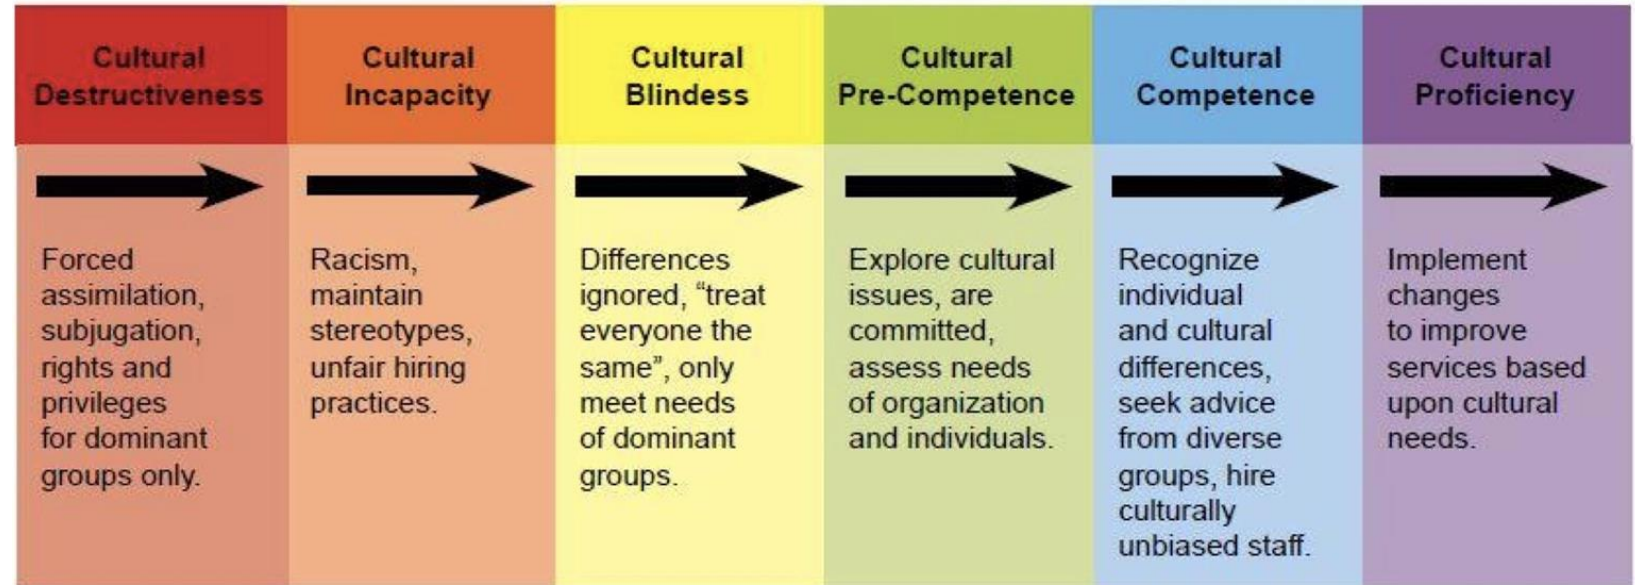 Cultural
Destructiveness
Cultural
Incapacity
Cultural
Blindess
Cultural
Pre-Competence
Cultural
Competence
Cultural
Proficiency
Forced
assimilation,
subjugation,
rights and
privileges
for dominant
groups only.
Racism,
maintain
stereotypes,
unfair hiring
practices.
Differences
ignored, “treat
everyone the
same”, only
meet needs
of dominant
groups.
Explore cultural
issues, are
committed,
assess needs
of organization
and individuals.
Recognize
individual
and cultural
differences,
seek advice
from diverse
groups, hire
culturally
unbiased staff.
Implement
changes
to improve
services based
upon cultural
needs.